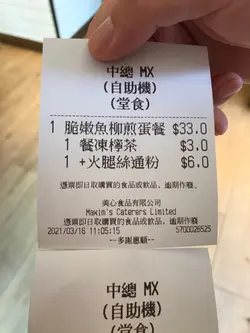 中總 MX
(自助機)
(堂食)
1 脆嫩魚柳煎蛋餐 $33.0
1 餐凍檸茶 $3.0
1 +火腿絲通粉 $6.0
憑票即日取購買的食品或飲品，逾期作廢
美心食品有限公司
Maxim's Caterers Limited
憑票即日取購買的食品或飲品，逾期作廢
2021/03/16 11:05:15 5700026525
--多謝惠顧--
中總 MX
(自助機)
(堂食)